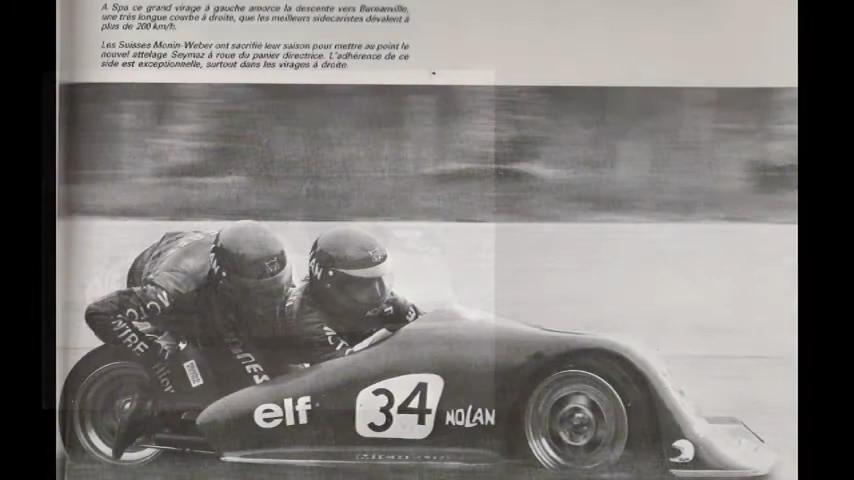 A Spa ce grand virage à gauche amorce la descente vers Burnenville,
une très longue courbe à droite, que les meilleurs sidecaristes dévalent à
plus de 200 km/h.
Les Suisses Monin-Weber ont sacrifié leur saison pour mettre au point le
nouvel attelage Seymaz à roue du panier directrice. L'adhérence de ce
side est exceptionnelle, surtout dans les virages à droite.
elf
34
NOLAN